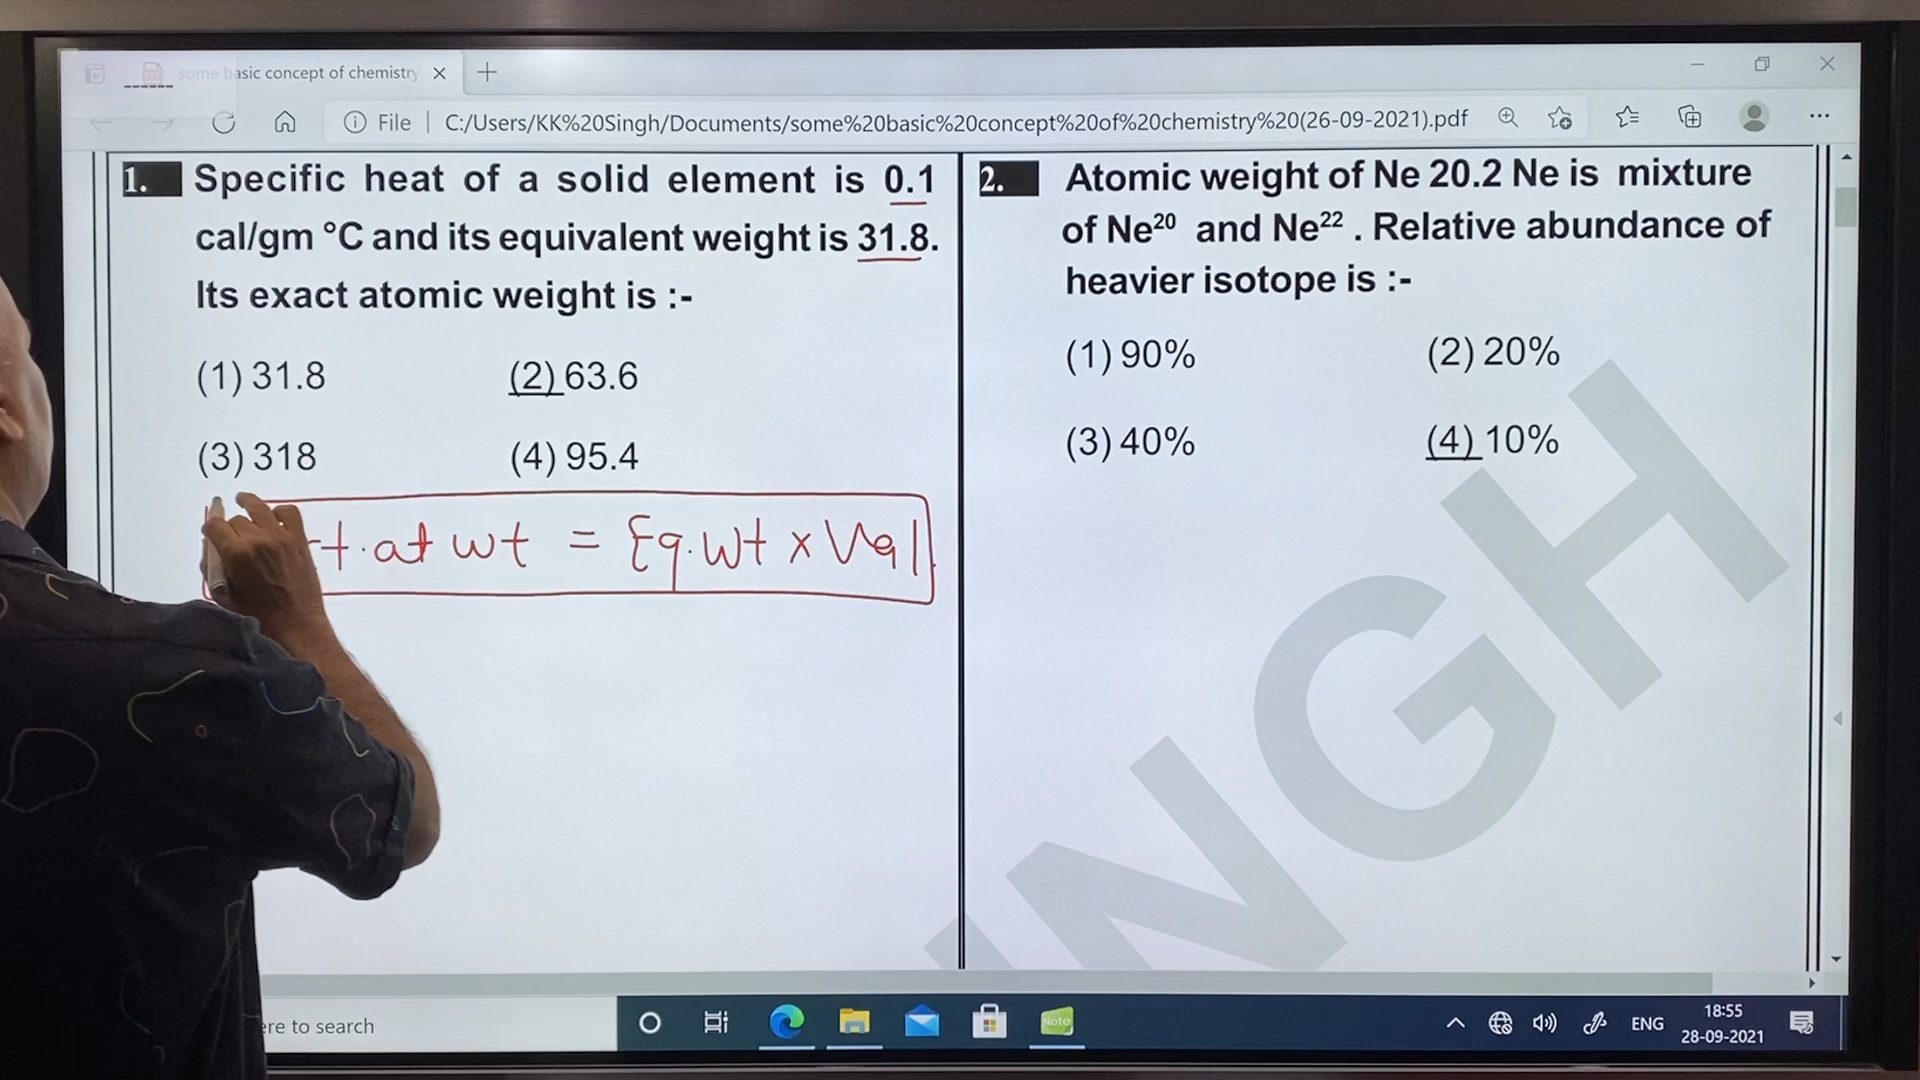 some basic concept of chemistry
File
C:/Users/KK%20Singh/Documents/some%20basic%20concept%20of%20chemistry%20(26-09-2021).pdf
1. Specific heat of a solid element is 0.1
cal/gm °C and its equivalent weight is 31.8.
Its exact atomic weight is :-
(1) 31.8 (2) 63.6
(3) 318 (4) 95.4
at wt = Eq. wt x Val.
2. Atomic weight of Ne 20.2 Ne is mixture
of Ne²⁰ and Ne²² . Relative abundance of
heavier isotope is :-
(1) 90% (2) 20%
(3) 40% (4) 10%
INGH
to search
Note
ENG
18:55
28-09-2021